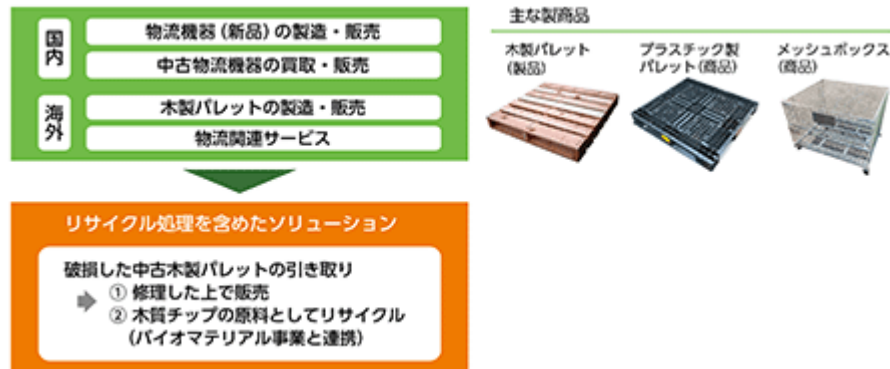 国内
物流機器（新品）の製造・販売
中古物流機器の買取・販売
海外
木製パレットの製造・販売
物流関連サービス
リサイクル処理を含めたソリューション
破損した中古木製パレットの引き取り
① 修理した上で販売
② 木質チップの原料としてリサイクル
（バイオマテリアル事業と連携）
主な製商品
木製パレット
（製品）
プラスチック製
パレット（商品）
メッシュボックス
（商品）